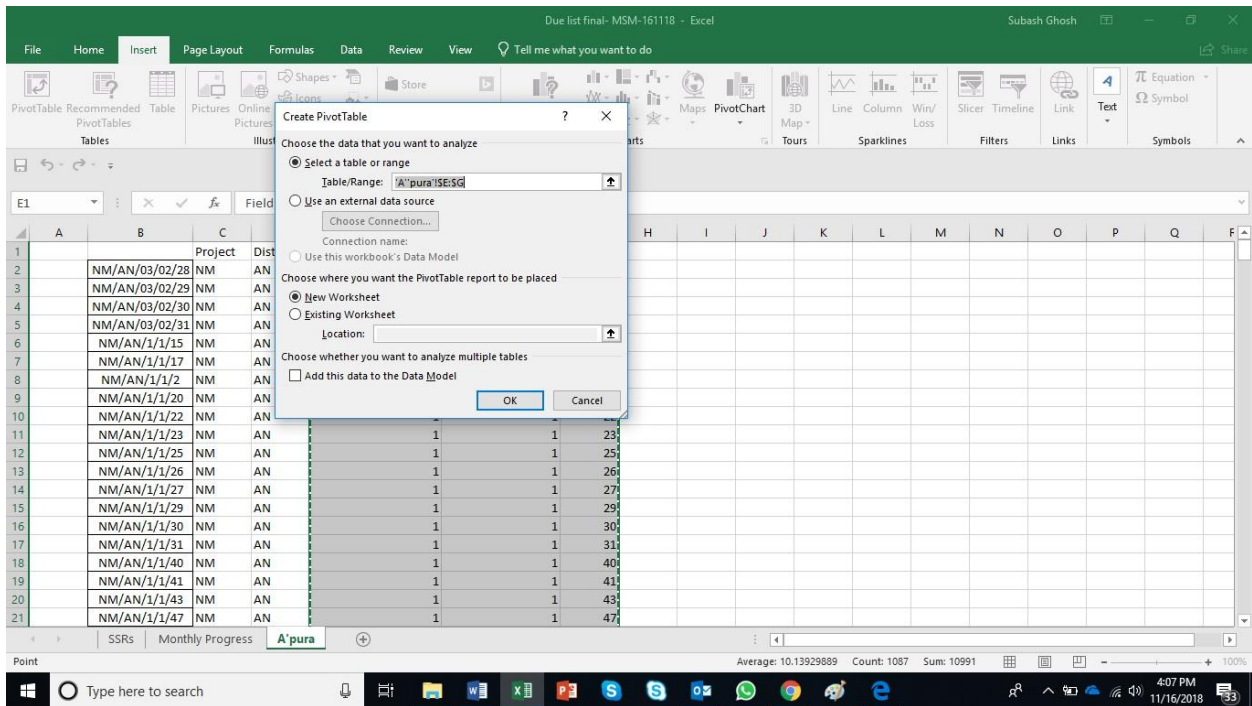 Due list final- MSM-161118 - Excel
Subash Ghosh
File Home Insert Page Layout Formulas Data Review View Tell me what you want to do Share
PivotTable Recommended PivotTables Table Pictures Online Pictures Shapes Icons Store Maps PivotChart 3D Map Line Column Win/Loss Slicer Timeline Link Text Equation Symbol
Tables Tours Sparklines Filters Links Symbols
Create PivotTable ?
Choose the data that you want to analyze
Select a table or range
Table/Range: 'A''pura'!$E:$G
Use an external data source
Choose Connection...
Connection name:
Use this workbook's Data Model
Choose where you want the PivotTable report to be placed
New Worksheet
Existing Worksheet
Location:
Choose whether you want to analyze multiple tables
Add this data to the Data Model
OK Cancel
E1 fx Field
A B C H I J K L M N O P Q
1 Project Dist
2 NM/AN/03/02/28 NM AN
3 NM/AN/03/02/29 NM AN
4 NM/AN/03/02/30 NM AN
5 NM/AN/03/02/31 NM AN
6 NM/AN/1/1/15 NM AN
7 NM/AN/1/1/17 NM AN
8 NM/AN/1/1/2 NM AN
9 NM/AN/1/1/20 NM AN
10 NM/AN/1/1/22 NM AN
11 NM/AN/1/1/23 NM AN 1 1 23
12 NM/AN/1/1/25 NM AN 1 1 25
13 NM/AN/1/1/26 NM AN 1 1 26
14 NM/AN/1/1/27 NM AN 1 1 27
15 NM/AN/1/1/29 NM AN 1 1 29
16 NM/AN/1/1/30 NM AN 1 1 30
17 NM/AN/1/1/31 NM AN 1 1 31
18 NM/AN/1/1/40 NM AN 1 1 40
19 NM/AN/1/1/41 NM AN 1 1 41
20 NM/AN/1/1/43 NM AN 1 1 43
21 NM/AN/1/1/47 NM AN 1 1 47
SSRs Monthly Progress A'pura
Point Average: 10.13929889 Count: 1087 Sum: 10991 100%
Type here to search
4:07 PM
11/16/2018
33